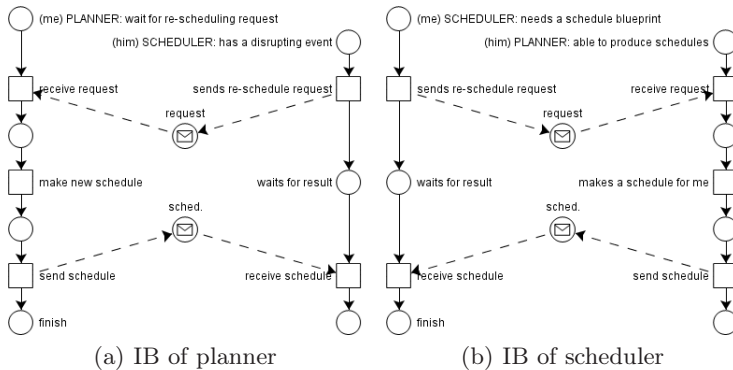 (me) PLANNER: wait for re-scheduling request
(him) SCHEDULER: has a disrupting event
receive request
sends re-schedule request
request
make new schedule
waits for result
sched.
send schedule
receive schedule
finish
(a) IB of planner
(me) SCHEDULER: needs a schedule blueprint
(him) PLANNER: able to produce schedules
sends re-schedule request
receive request
request
waits for result
makes a schedule for me
sched.
receive schedule
send schedule
finish
(b) IB of scheduler